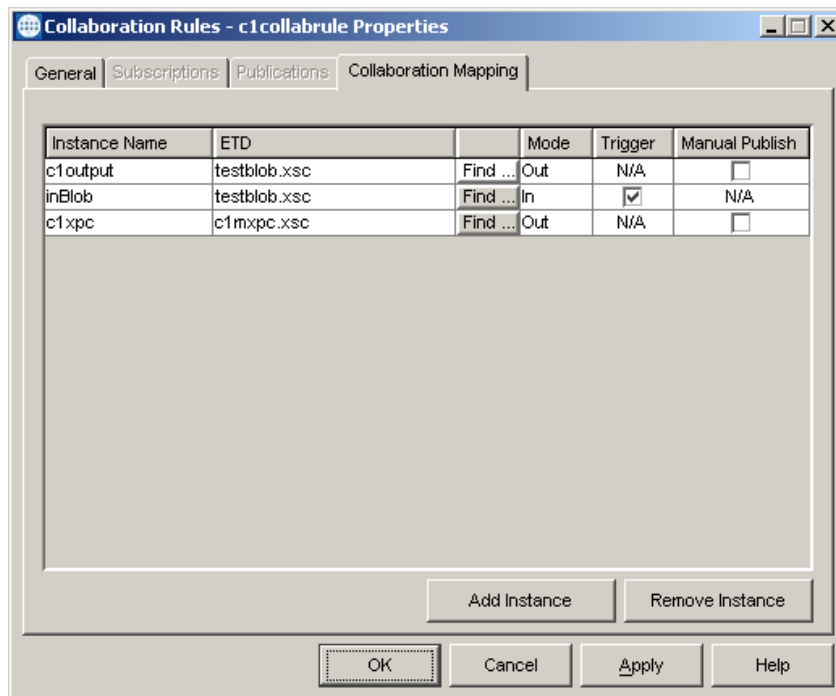 Collaboration Rules - c1collabrule Properties
General Subscriptions Publications Collaboration Mapping
Instance Name ETD Mode Trigger Manual Publish
c1output testblob.xsc Find ... Out N/A
inBlob testblob.xsc Find ... In N/A
c1xpc c1mxpc.xsc Find ... Out N/A
Add Instance Remove Instance
OK Cancel Apply Help